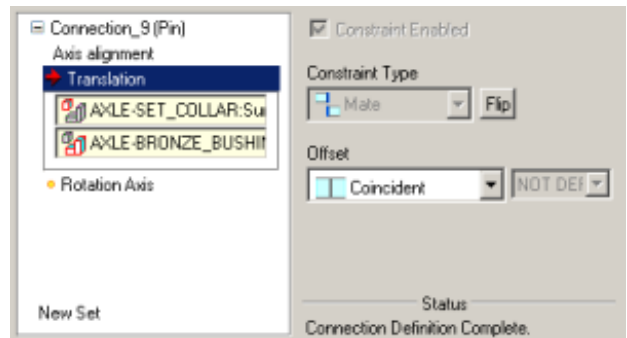 Connection_9 (Pin)
Axis alignment
Translation
AXLE-SET_COLLAR:Su
AXLE-BRONZE_BUSHI
Rotation Axis
New Set
Constraint Enabled
Constraint Type
Mate
Flip
Offset
Coincident
NOT DEF
Status
Connection Definition Complete.